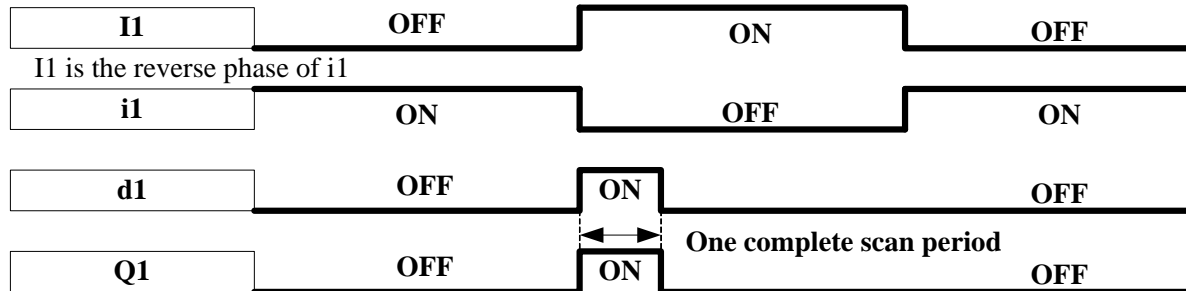 I1 OFF ON OFF
I1 is the reverse phase of i1
i1 ON OFF ON
d1 OFF ON OFF
One complete scan period
Q1 OFF ON OFF